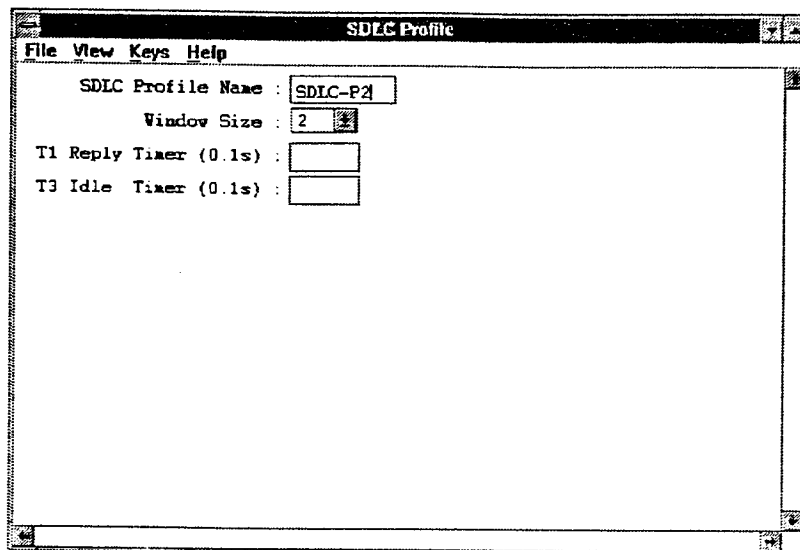 SDLC Profile
File View Keys Help
SDLC Profile Name : SDLC-P2
Window Size : 2
T1 Reply Timer (0.1s) :
T3 Idle Timer (0.1s) :